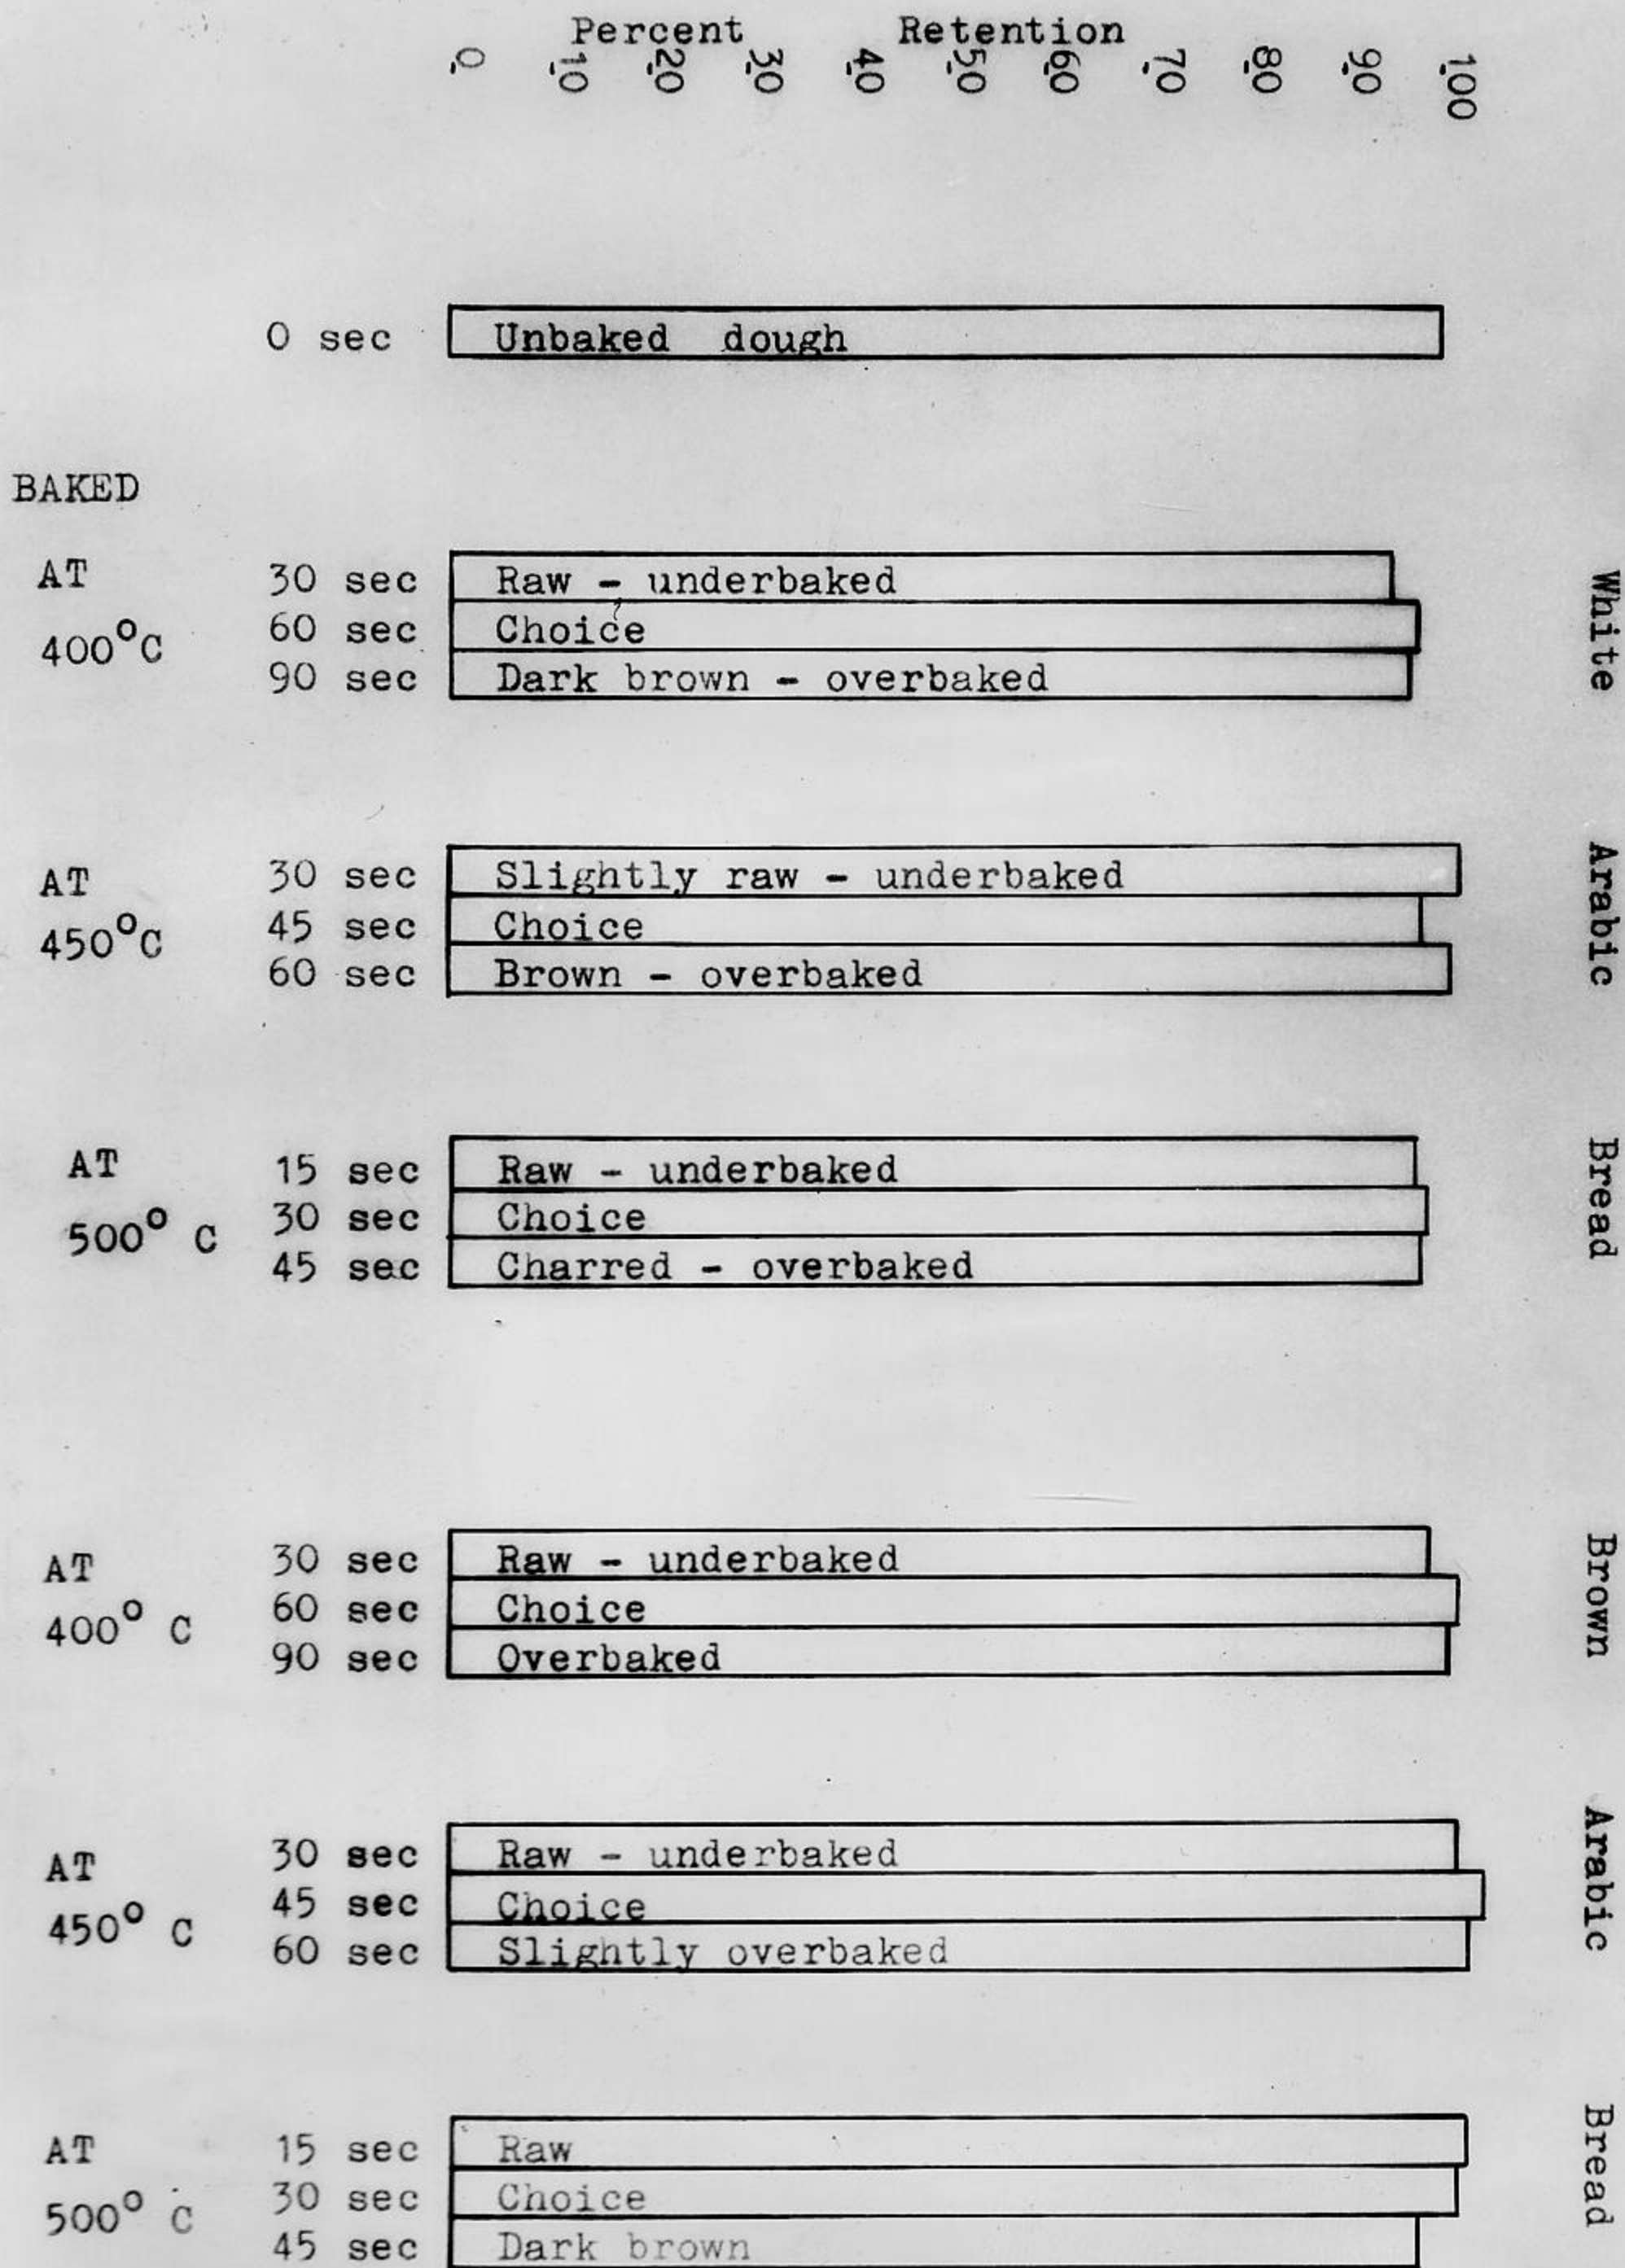 Percent Retention
0 10 20 30 40 50 60 70 80 90 100
0 sec Unbaked dough
BAKED
AT 400°C
30 sec Raw - underbaked
60 sec Choice
90 sec Dark brown - overbaked
White
AT 450°C
30 sec Slightly raw - underbaked
45 sec Choice
60 sec Brown - overbaked
Arabic
AT 500° C
15 sec Raw - underbaked
30 sec Choice
45 sec Charred - overbaked
Bread
AT 400° C
30 sec Raw - underbaked
60 sec Choice
90 sec Overbaked
Brown
AT 450° C
30 sec Raw - underbaked
45 sec Choice
60 sec Slightly overbaked
Arabic
AT 500° C
15 sec Raw
30 sec Choice
45 sec Dark brown
Bread